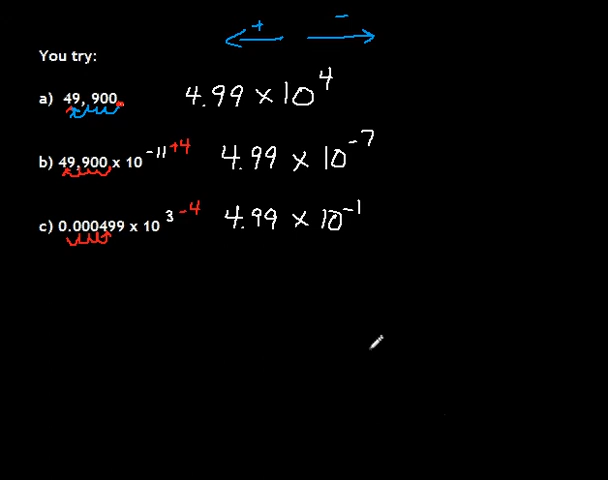 + −
You try:
a) 49,900. 4.99 × 10^4
b) 49,900 x 10^-11+4 4.99 × 10^-7
c) 0.000499 x 10^3-4 4.99 × 10^-1